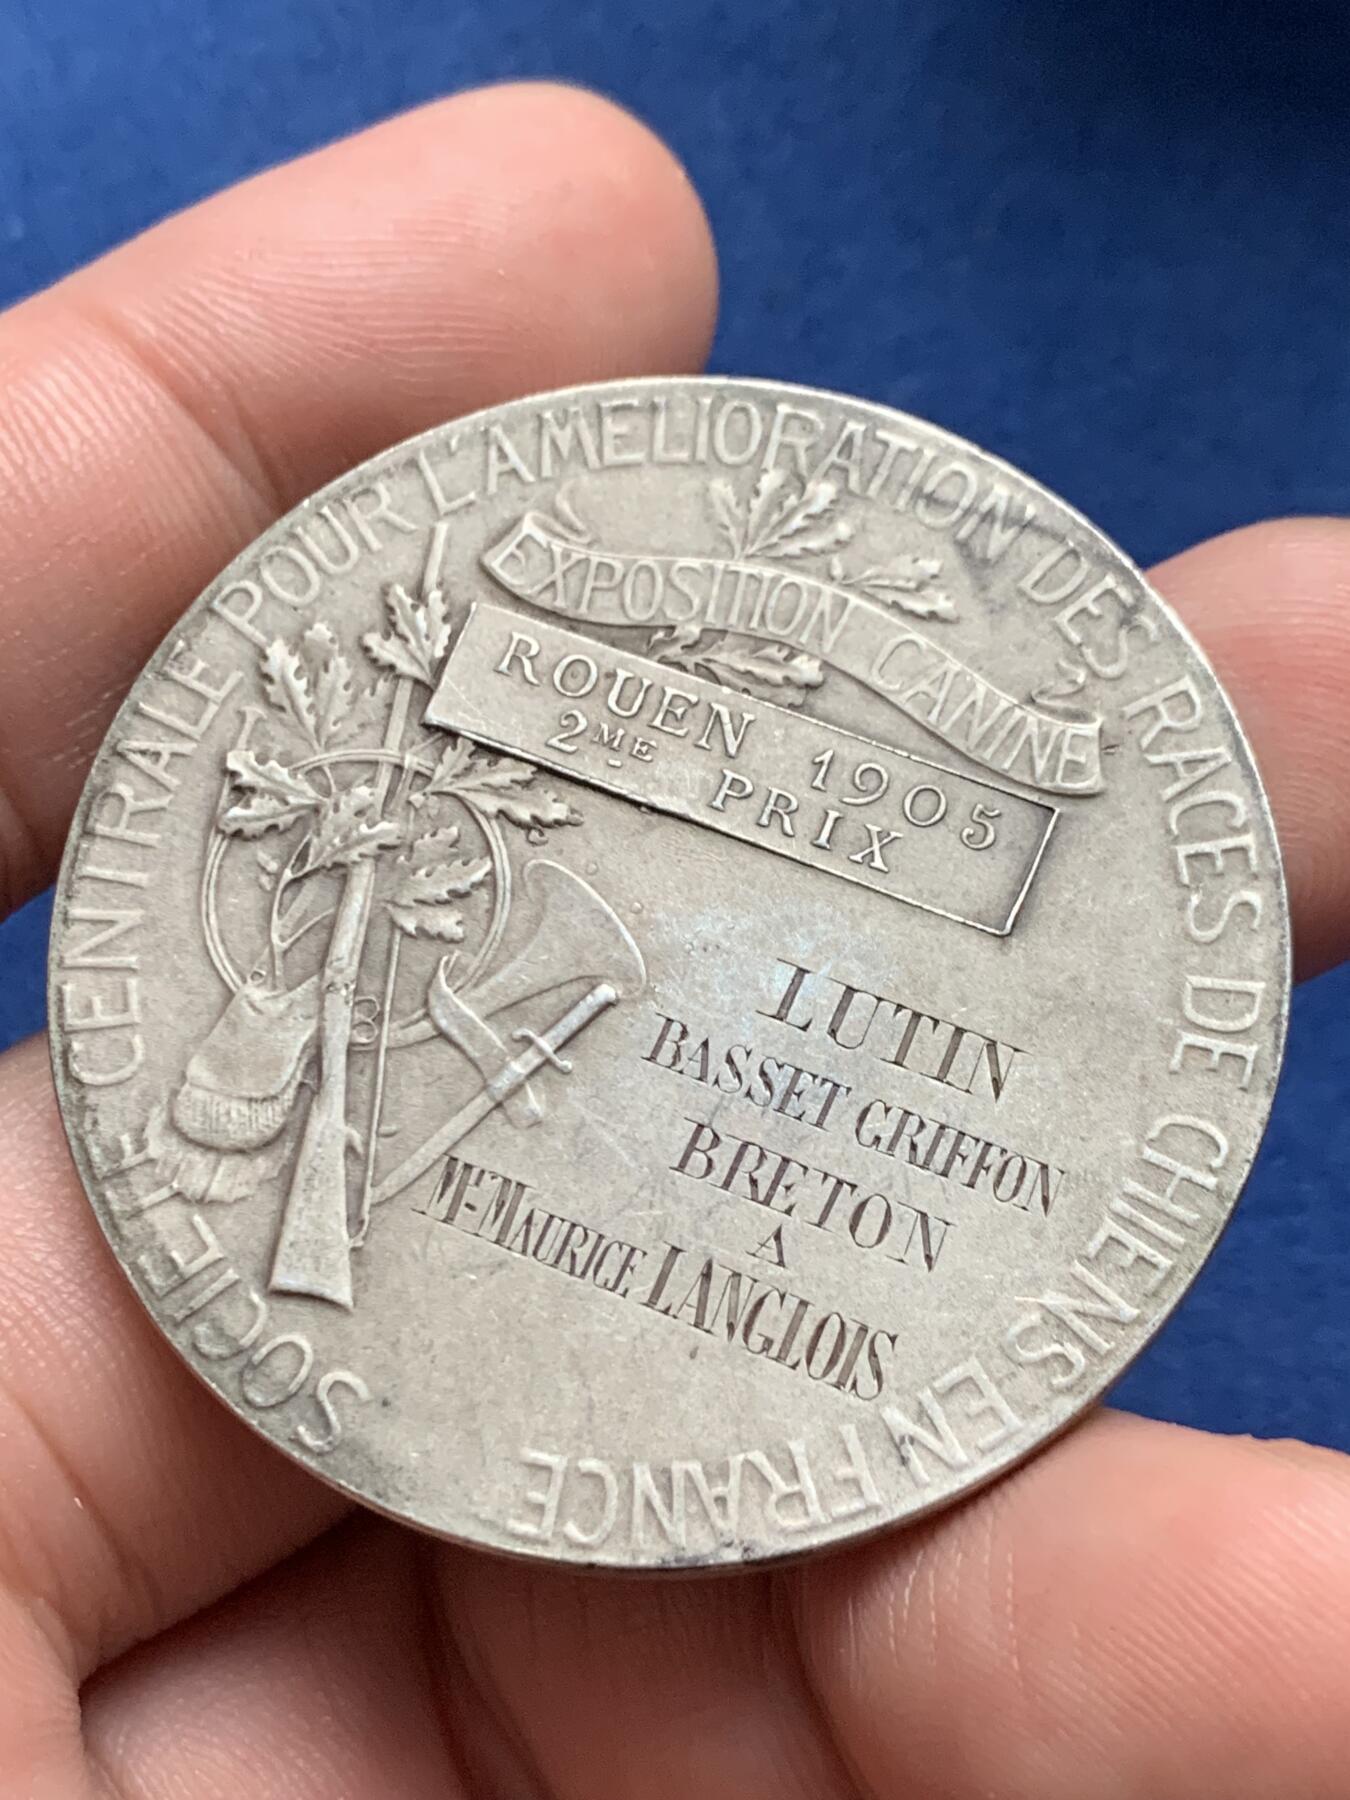 SOCIETE CENTRALE POUR L'AMELIORATION DES RACES DE CHIENS EN FRANCE
EXPOSITION CANINE
ROUEN 1905
2ME PRIX
LUTIN
BASSET GRIFFON
BRETON
A
Mr MAURICE LANGLOIS